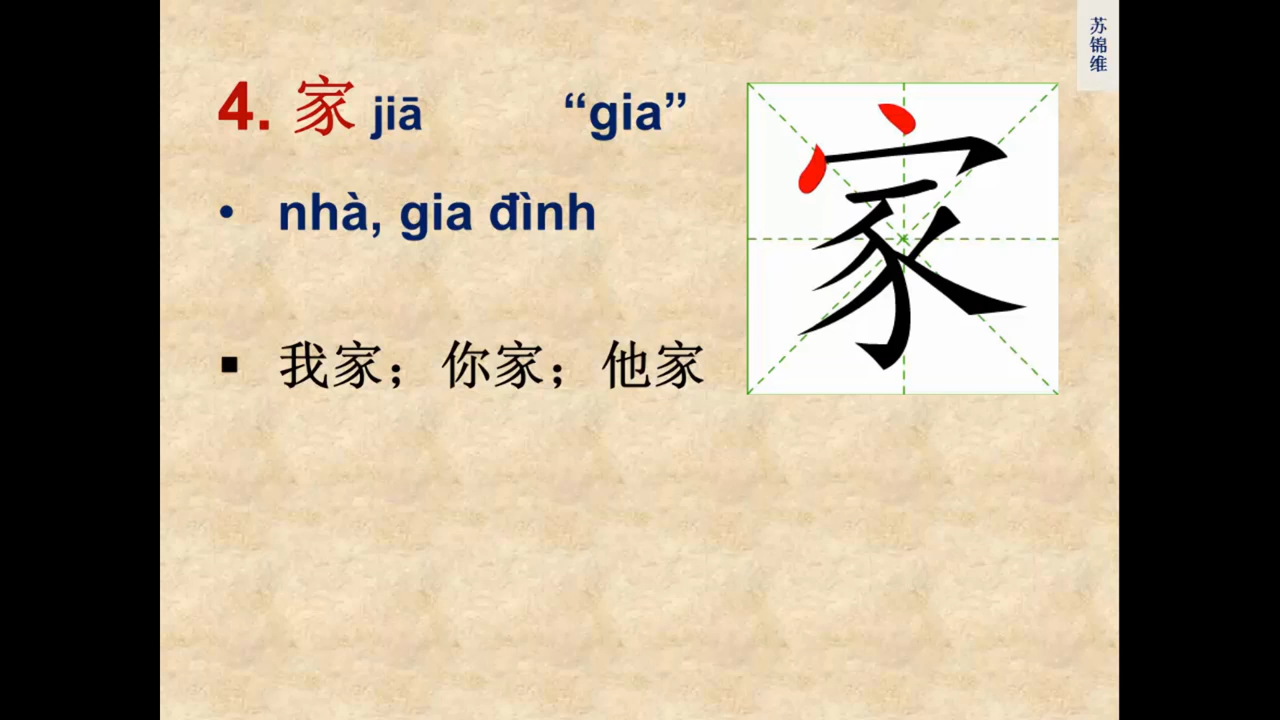 4. 家 jiā “gia”
• nhà, gia đình
▪ 我家；你家；他家
家
苏锦维